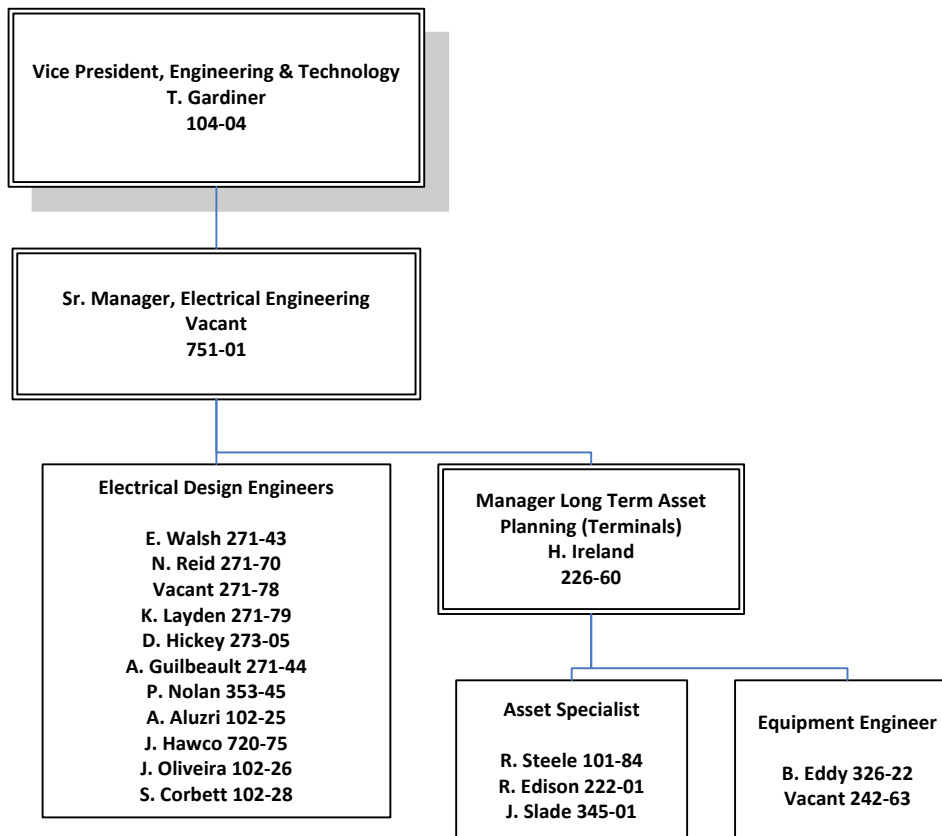 Vice President, Engineering & Technology
T. Gardiner
104-04
Sr. Manager, Electrical Engineering
Vacant
751-01
Electrical Design Engineers
E. Walsh 271-43
N. Reid 271-70
Vacant 271-78
K. Layden 271-79
D. Hickey 273-05
A. Guilbeault 271-44
P. Nolan 353-45
A. Aluzri 102-25
J. Hawco 720-75
J. Oliveira 102-26
S. Corbett 102-28
Manager Long Term Asset
Planning (Terminals)
H. Ireland
226-60
Asset Specialist
R. Steele 101-84
R. Edison 222-01
J. Slade 345-01
Equipment Engineer
B. Eddy 326-22
Vacant 242-63